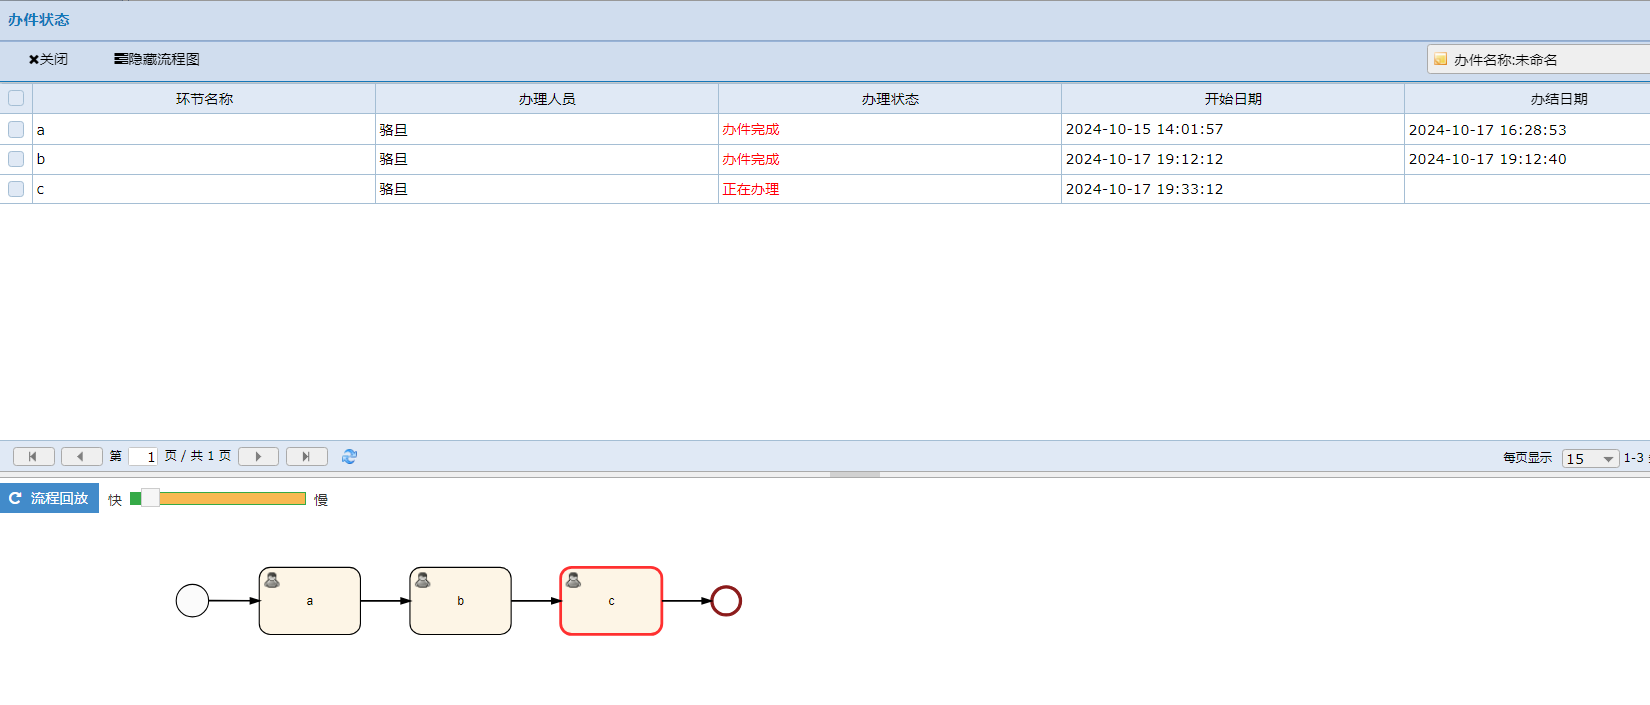 办件状态
关闭 隐藏流程图 办件名称:未命名
环节名称 办理人员 办理状态 开始日期 办结日期
a 骆旦 办件完成 2024-10-15 14:01:57 2024-10-17 16:28:53
b 骆旦 办件完成 2024-10-17 19:12:12 2024-10-17 19:12:40
c 骆旦 正在办理 2024-10-17 19:33:12
第 1 页 / 共 1 页 每页显示 15 1-3
流程回放 快 慢
a b c